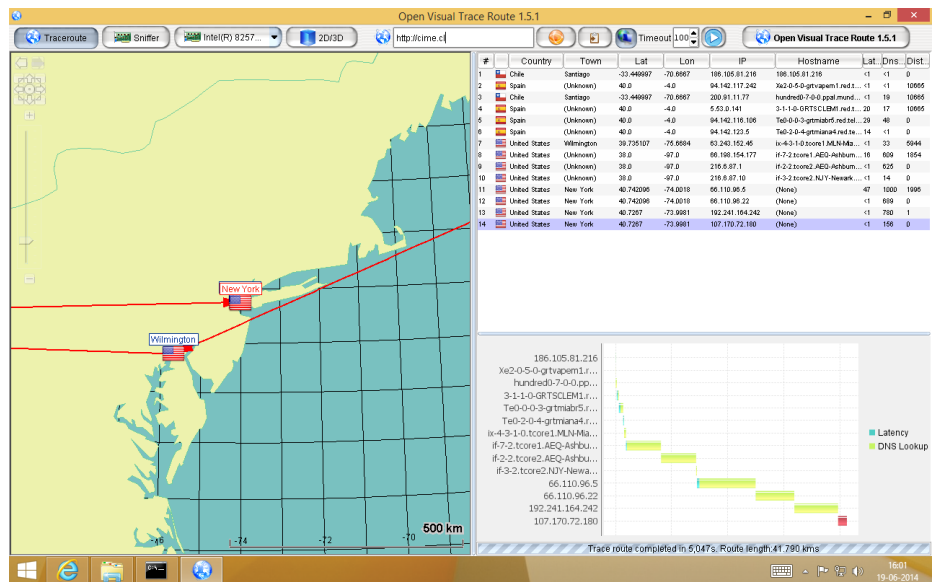 Open Visual Trace Route 1.5.1
Traceroute Sniffer Intel(R) 8257... 2D/3D http://cime.cl Timeout 100 Open Visual Trace Route 1.5.1
# Country Town Lat Lon IP Hostname Lat... Dns... Dist...
1 Chile Santiago -33.449997 -70.6667 186.105.81.216 186.105.81.216 <1 <1 0
2 Spain (Unknown) 40.0 -4.0 94.142.117.242 Xe2-0-5-0-grtvapem1.red.t... <1 <1 10665
3 Chile Santiago -33.449997 -70.6667 200.91.11.77 hundred0-7-0-0.ppal.mund... <1 19 10665
4 Spain (Unknown) 40.0 -4.0 5.53.0.141 3-1-1-0-GRTSCLEM1.red.t... 20 17 10665
5 Spain (Unknown) 40.0 -4.0 94.142.116.106 Te0-0-0-3-grtmiabr5.red.tel... 29 48 0
6 Spain (Unknown) 40.0 -4.0 94.142.123.5 Te0-2-0-4-grtmiana4.red.te... 14 <1 0
7 United States Wilmington 39.735107 -75.6684 63.243.152.45 ix-4-3-1-0.tcore1.MLN-Mia... <1 33 5944
8 United States (Unknown) 38.0 -97.0 66.198.154.177 if-7-2.tcore1.AEQ-Ashburn... 16 609 1854
9 United States (Unknown) 38.0 -97.0 216.6.87.1 if-2-2.tcore2.AEQ-Ashbur... <1 625 0
10 United States (Unknown) 38.0 -97.0 216.6.87.10 if-3-2.tcore2.NJY-Newark.... <1 14 0
11 United States New York 40.742096 -74.0018 66.110.96.5 (None) 47 1000 1996
12 United States New York 40.742096 -74.0018 66.110.96.22 (None) <1 689 0
13 United States New York 40.7267 -73.9981 192.241.164.242 (None) <1 780 1
14 United States New York 40.7267 -73.9981 107.170.72.180 (None) <1 156 0
New York
Wilmington
500 km
-76 -74 -72 -70
186.105.81.216
Xe2-0-5-0-grtvapem1.r...
hundred0-7-0-0.pp...
3-1-1-0-GRTSCLEM1.r...
Te0-0-0-3-grtmiabr5.r...
Te0-2-0-4-grtmiana4.r...
ix-4-3-1-0.tcore1.MLN-Mia...
if-7-2.tcore1.AEQ-Ashbu...
if-2-2.tcore2.AEQ-Ashbu...
if-3-2.tcore2.NJY-Newa...
66.110.96.5
66.110.96.22
192.241.164.242
107.170.72.180
Latency
DNS Lookup
Trace route completed in 5,047s. Route length:41.790 kms
16:01
19-06-2014